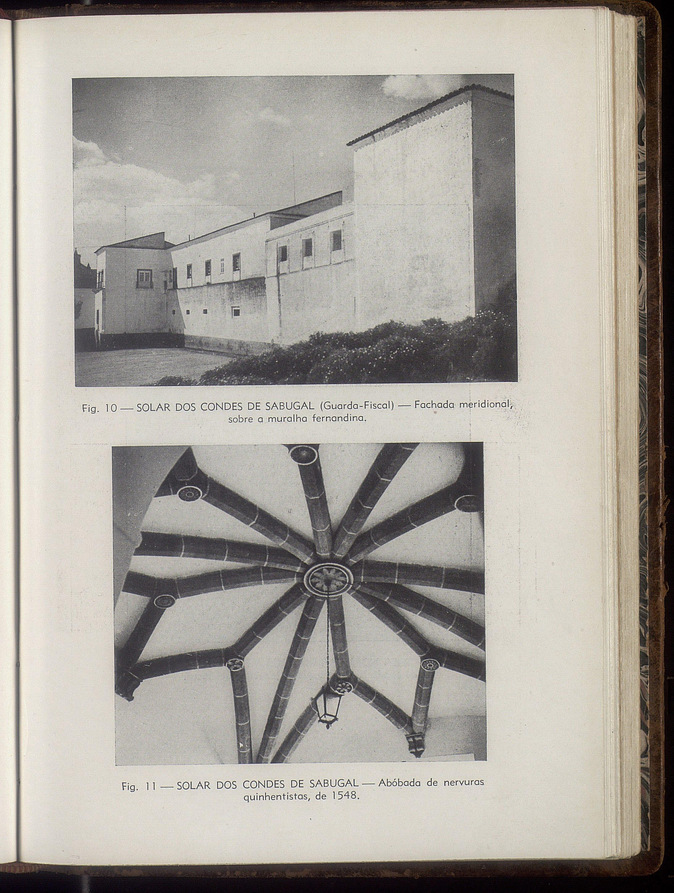 Fig. 10 — SOLAR DOS CONDES DE SABUGAL (Guarda-Fiscal) — Fachada meridional,
sobre a muralha fernandina.
Fig. 11 — SOLAR DOS CONDES DE SABUGAL — Abóbada de nervuras
quinhentistas, de 1548.